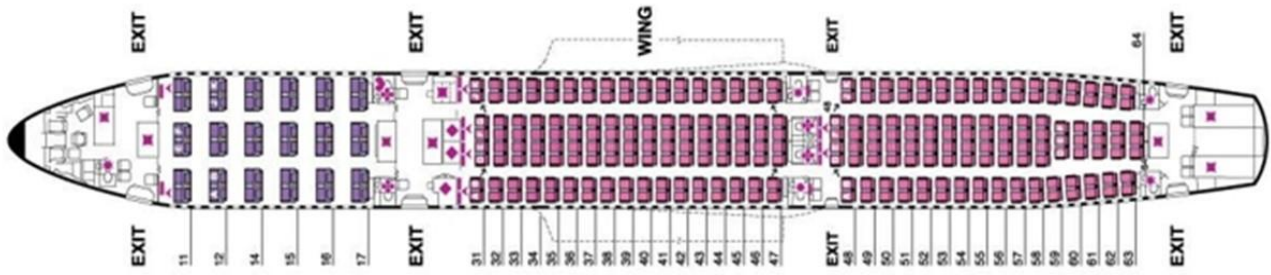 EXIT EXIT WING EXIT 64 EXIT
48
EXIT 11 12 14 15 16 17 EXIT 31 32 33 34 35 36 37 38 39 40 41 42 43 44 45 46 47 EXIT 48 49 50 51 52 53 54 55 56 57 58 59 60 61 62 63 EXIT